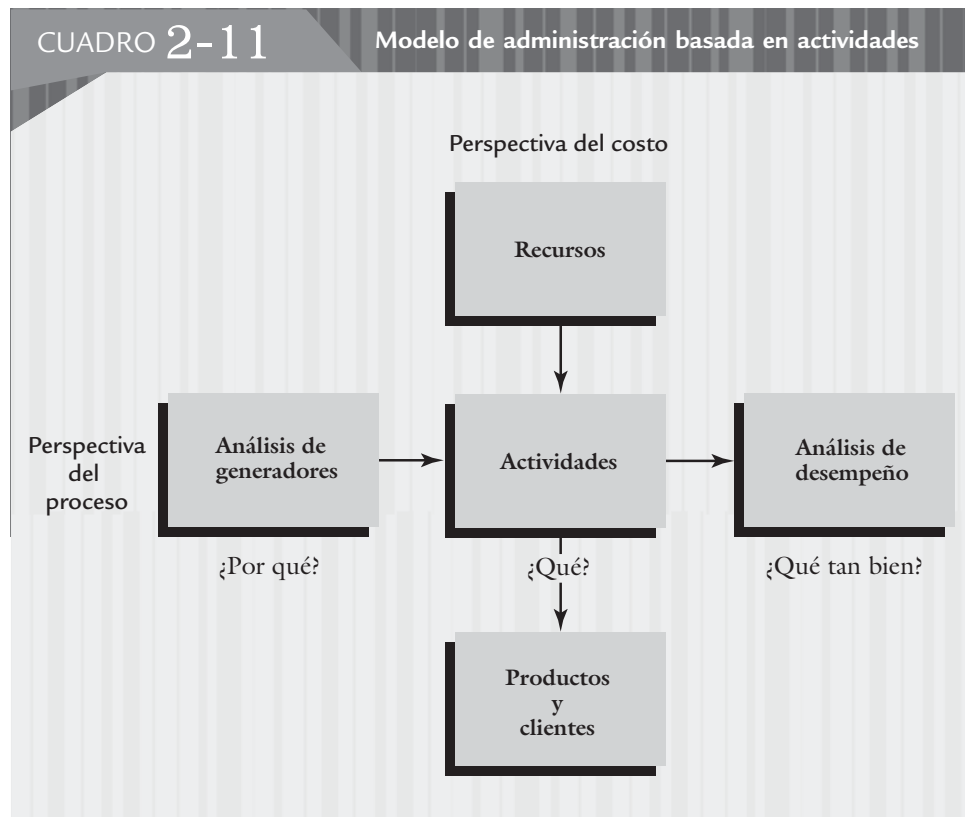 CUADRO 2-11
Modelo de administración basada en actividades
Perspectiva del costo
Recursos
Perspectiva
del
proceso
Análisis de
generadores
Actividades
Análisis de
desempeño
¿Por qué?
¿Qué?
¿Qué tan bien?
Productos
y
clientes